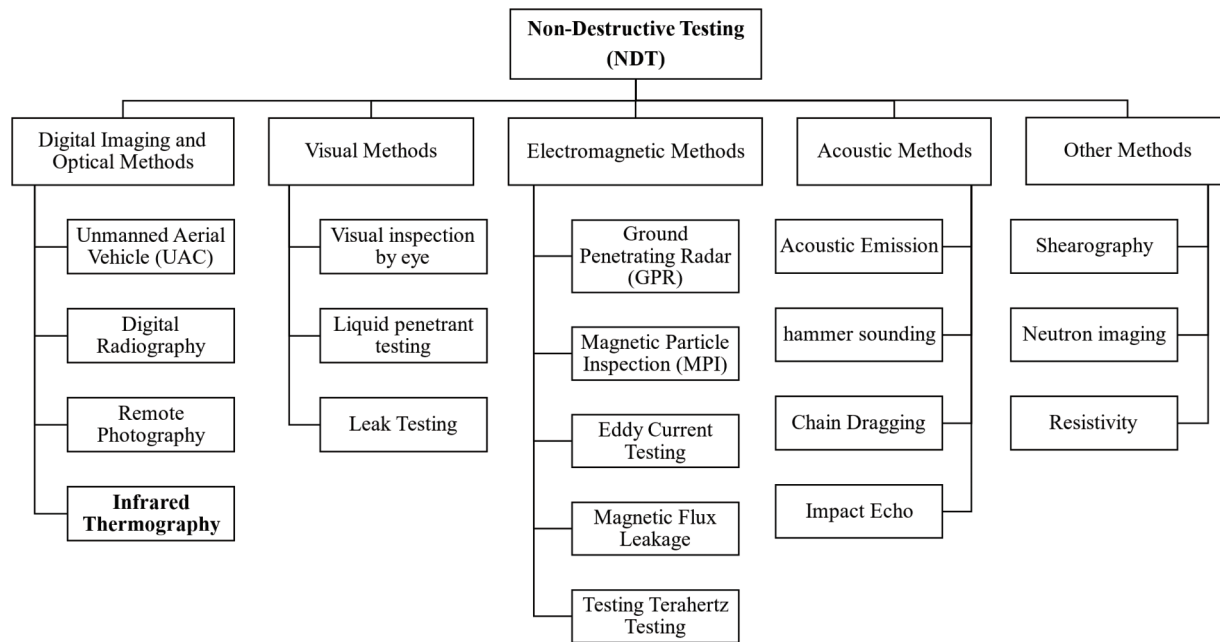 Non-Destructive Testing
(NDT)
Digital Imaging and
Optical Methods
Visual Methods
Electromagnetic Methods
Acoustic Methods
Other Methods
Unmanned Aerial
Vehicle (UAC)
Digital
Radiography
Remote
Photography
Infrared
Thermography
Visual inspection
by eye
Liquid penetrant
testing
Leak Testing
Ground
Penetrating Radar
(GPR)
Magnetic Particle
Inspection (MPI)
Eddy Current
Testing
Magnetic Flux
Leakage
Testing Terahertz
Testing
Acoustic Emission
hammer sounding
Chain Dragging
Impact Echo
Shearography
Neutron imaging
Resistivity